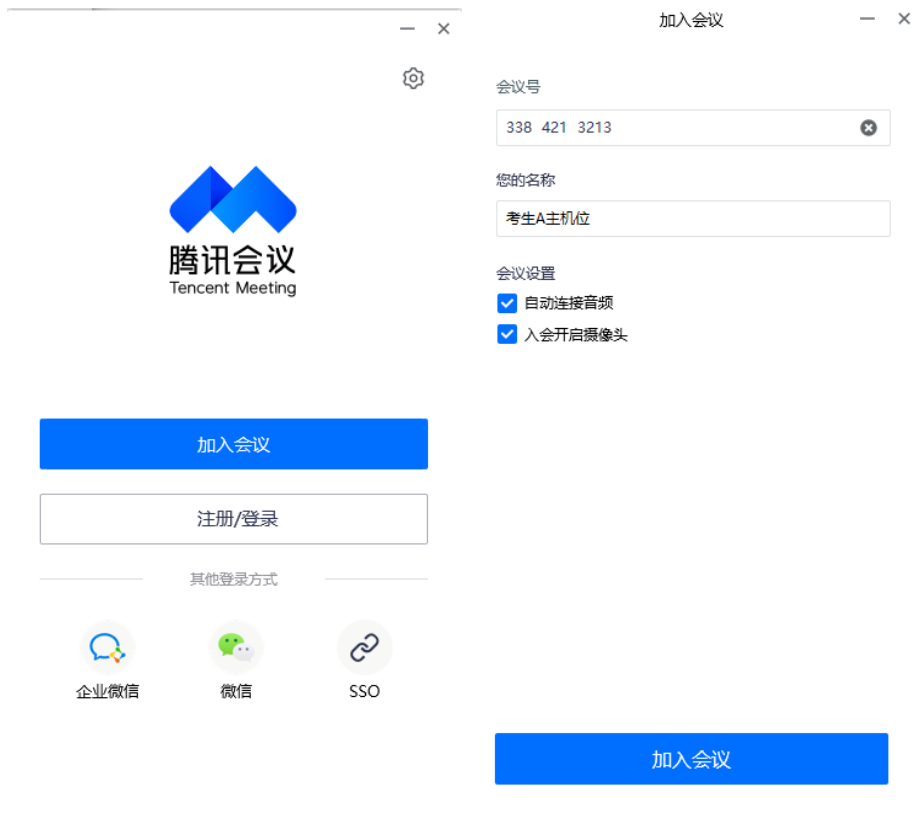 腾讯会议
Tencent Meeting
加入会议
注册/登录
其他登录方式
企业微信
微信
SSO
加入会议
会议号
338 421 3213
您的名称
考生A主机位
会议设置
自动连接音频
入会开启摄像头
加入会议